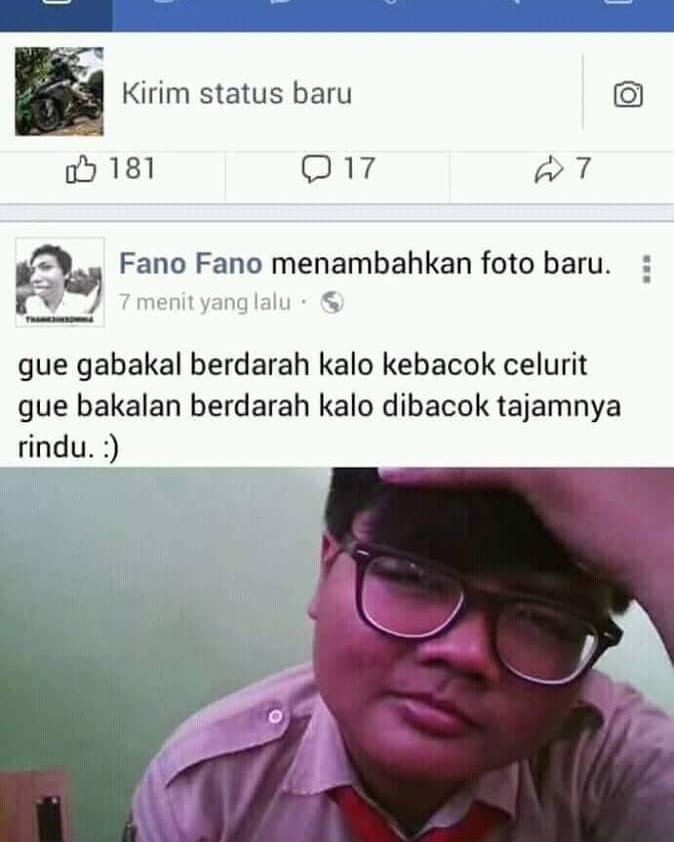 Kirim status baru
181
17
7
Fano Fano menambahkan foto baru.
7 menit yang lalu ·
gue gabakal berdarah kalo kebacok celurit
gue bakalan berdarah kalo dibacok tajamnya
rindu. :)